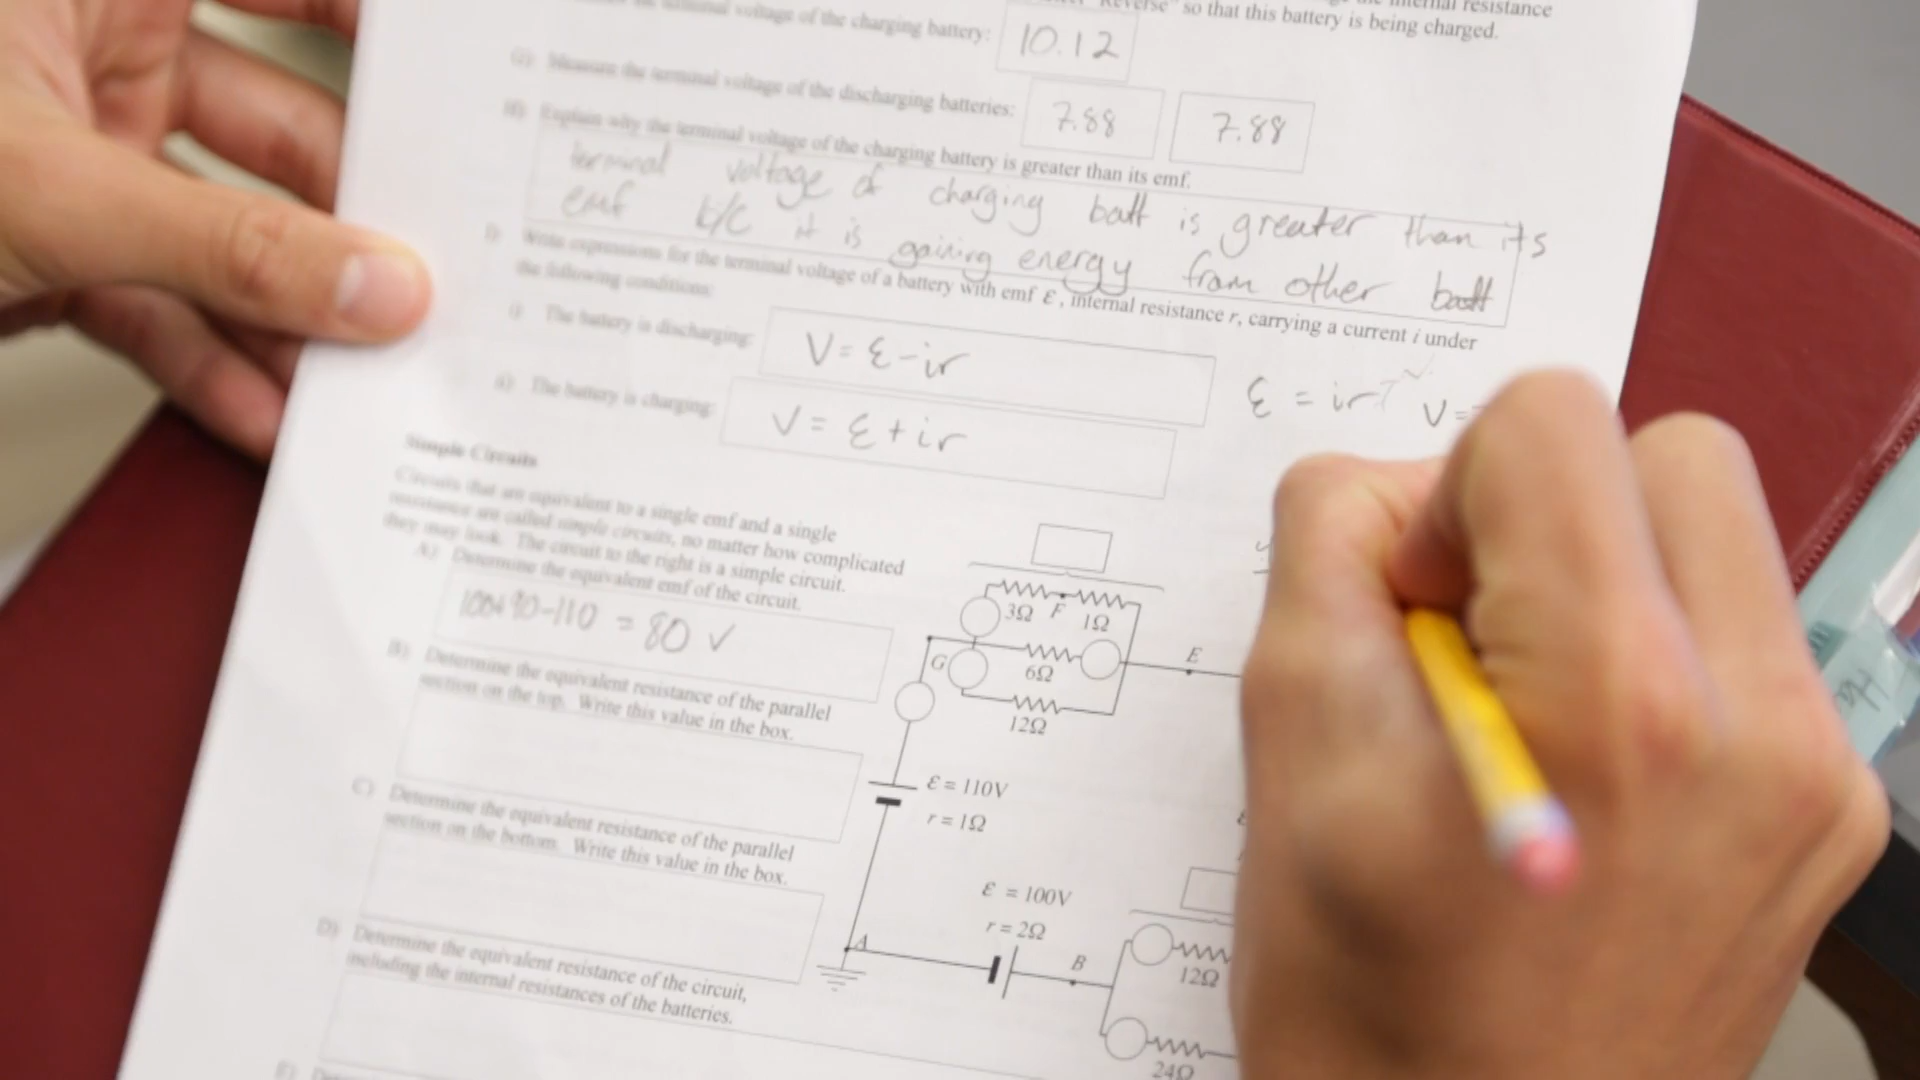 internal resistance
"Reverse" so that this battery is being charged.
terminal voltage of the charging battery: 10.12
Measure the terminal voltage of the discharging batteries: 7.88 7.88
Explain why the terminal voltage of the charging battery is greater than its emf.
terminal voltage of charging batt is greater than its
emf b/c it is gaining energy from other batt
Write expressions for the terminal voltage of a battery with emf ε, internal resistance r, carrying a current i under
the following conditions:
i) The battery is discharging: V = ε - ir
ε = ir V =
ii) The battery is charging: V = ε + ir
Simple Circuits
Circuits that are equivalent to a single emf and a single
resistance are called simple circuits, no matter how complicated
they may look. The circuit to the right is a simple circuit.
A) Determine the equivalent emf of the circuit.
100+90-110 = 80 V
B) Determine the equivalent resistance of the parallel
section on the top. Write this value in the box.
C) Determine the equivalent resistance of the parallel
section on the bottom. Write this value in the box.
D) Determine the equivalent resistance of the circuit,
including the internal resistances of the batteries.
3Ω F 1Ω
G 6Ω E
12Ω
ε = 110V
r = 1Ω
ε = 100V
r = 2Ω
A B
12Ω
24Ω